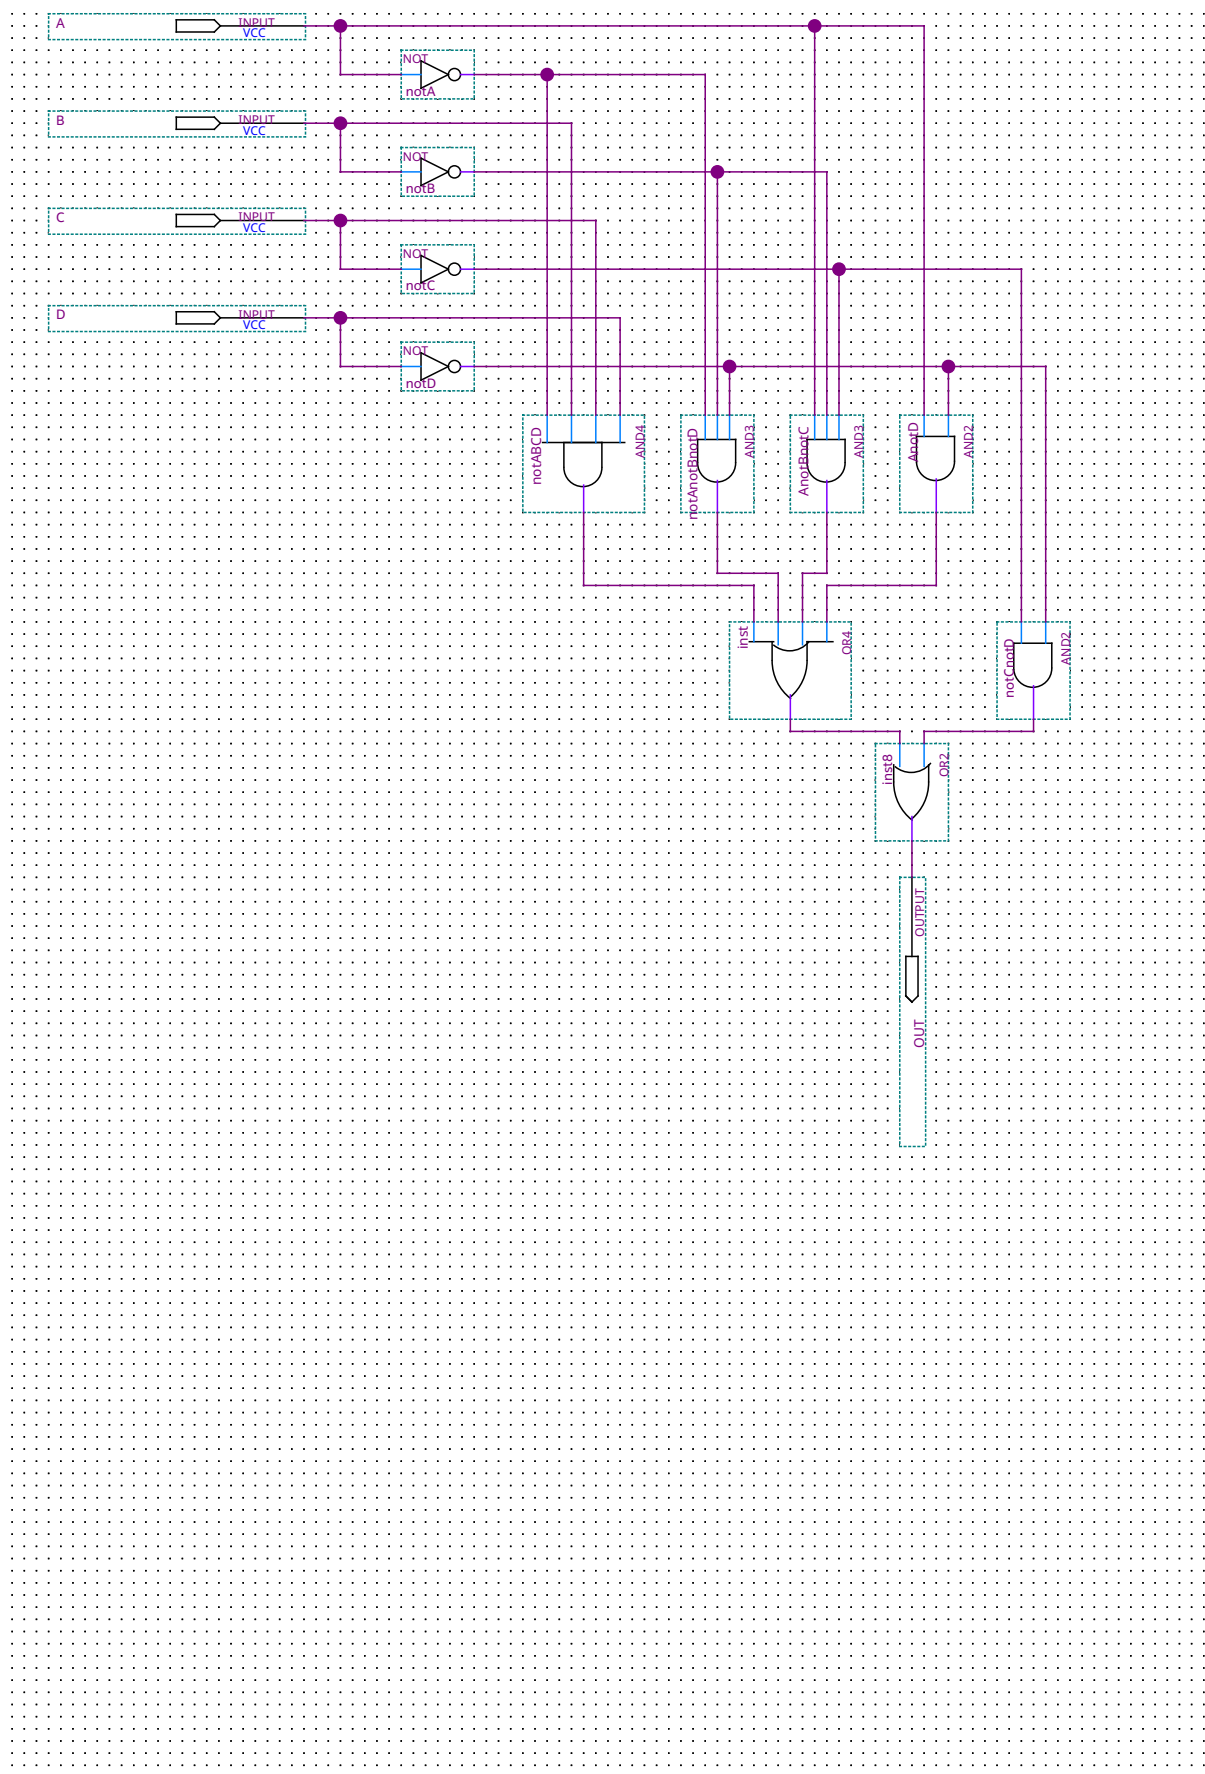 A
INPUT
VCC
NOT
notA
B
INPUT
VCC
NOT
notB
C
INPUT
VCC
NOT
notC
D
INPUT
VCC
NOT
notD
notABCD
AND4
notAnotBnotD
AND3
AnotBnotC
AND3
AnotD
AND2
inst
OR4
notCnotD
AND2
inst8
OR2
OUTPUT
OUT